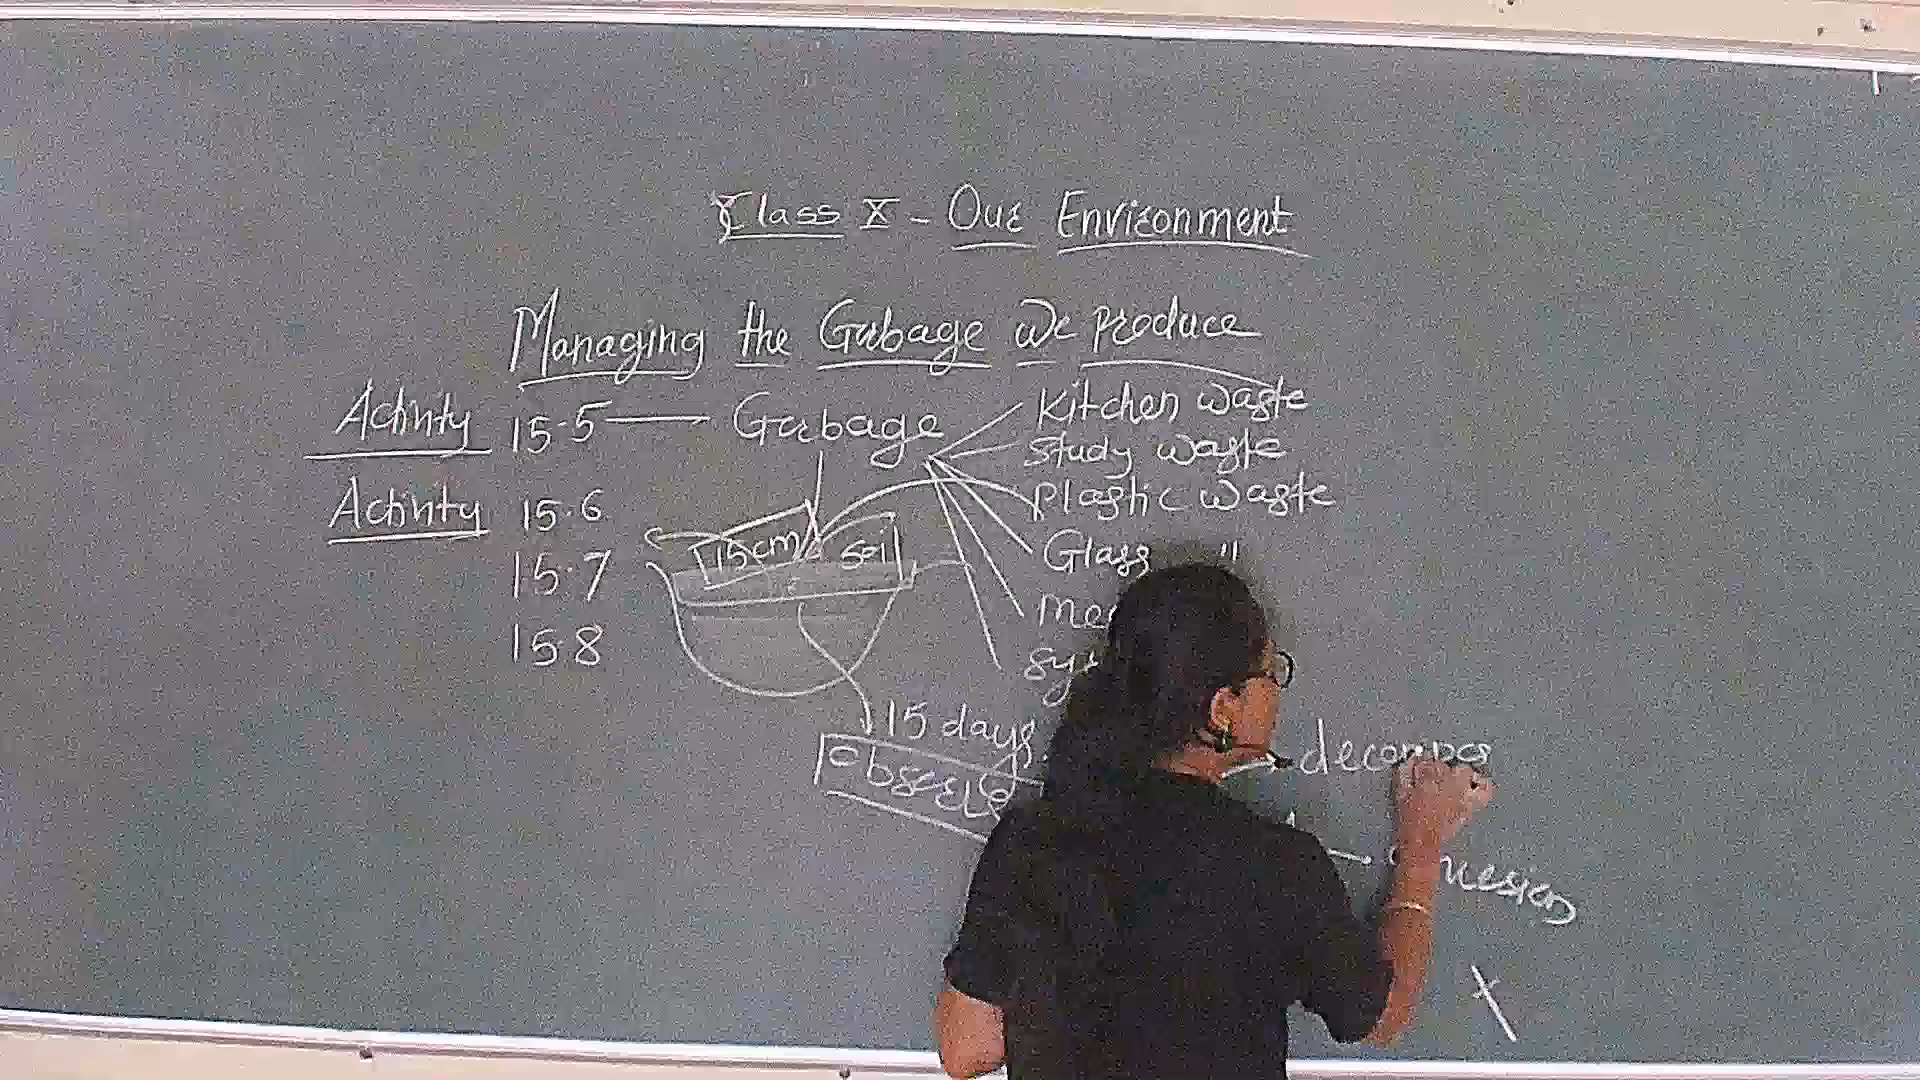 Class X - Our Environment
Managing the Garbage we produce
Activity 15.5 Garbage
Kitchen waste
Study waste
Plastic waste
Glass "
Activity 15.6
15cm soil
15.7
15.8
15 days
Observe
decompos